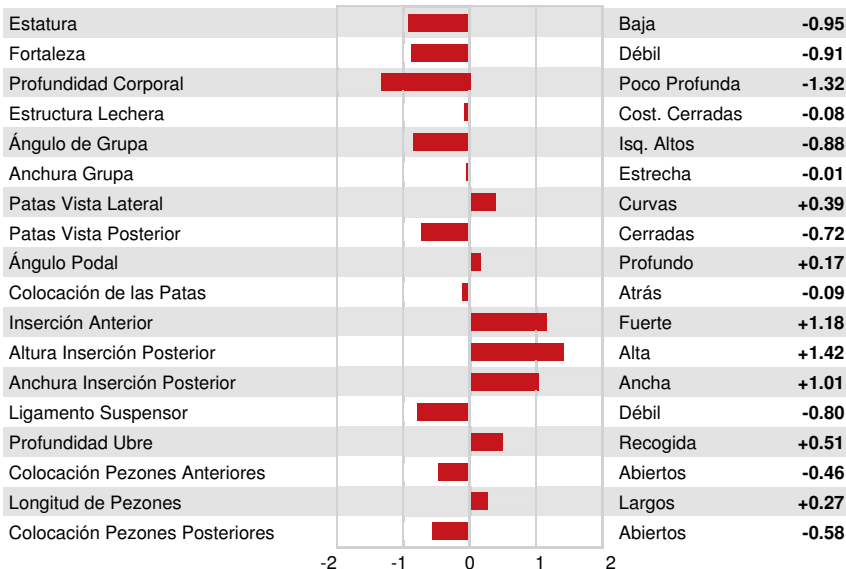 Estatura Baja -0.95
Fortaleza Débil -0.91
Profundidad Corporal Poco Profunda -1.32
Estructura Lechera Cost. Cerradas -0.08
Ángulo de Grupa Isq. Altos -0.88
Anchura Grupa Estrecha -0.01
Patas Vista Lateral Curvas +0.39
Patas Vista Posterior Cerradas -0.72
Ángulo Podal Profundo +0.17
Colocación de las Patas Atrás -0.09
Inserción Anterior Fuerte +1.18
Altura Inserción Posterior Alta +1.42
Anchura Inserción Posterior Ancha +1.01
Ligamento Suspensor Débil -0.80
Profundidad Ubre Recogida +0.51
Colocación Pezones Anteriores Abiertos -0.46
Longitud de Pezones Largos +0.27
Colocación Pezones Posteriores Abiertos -0.58
-2 -1 0 1 2